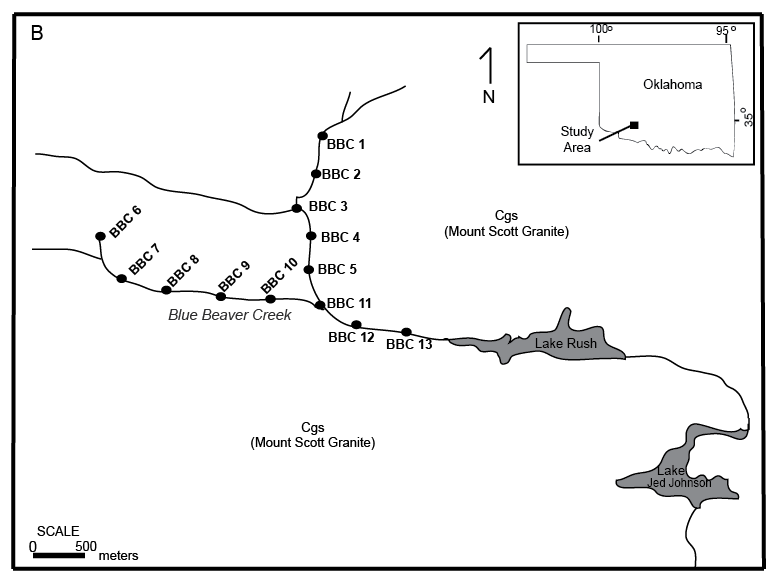 B
100°
95°
Oklahoma
35°
Study
Area
N
BBC 1
BBC 2
BBC 3
BBC 4
BBC 5
BBC 6
BBC 7
BBC 8
BBC 9
BBC 10
BBC 11
BBC 12
BBC 13
Blue Beaver Creek
Cgs
(Mount Scott Granite)
Lake Rush
Cgs
(Mount Scott Granite)
Lake
Jed Johnson
SCALE
0 500
meters